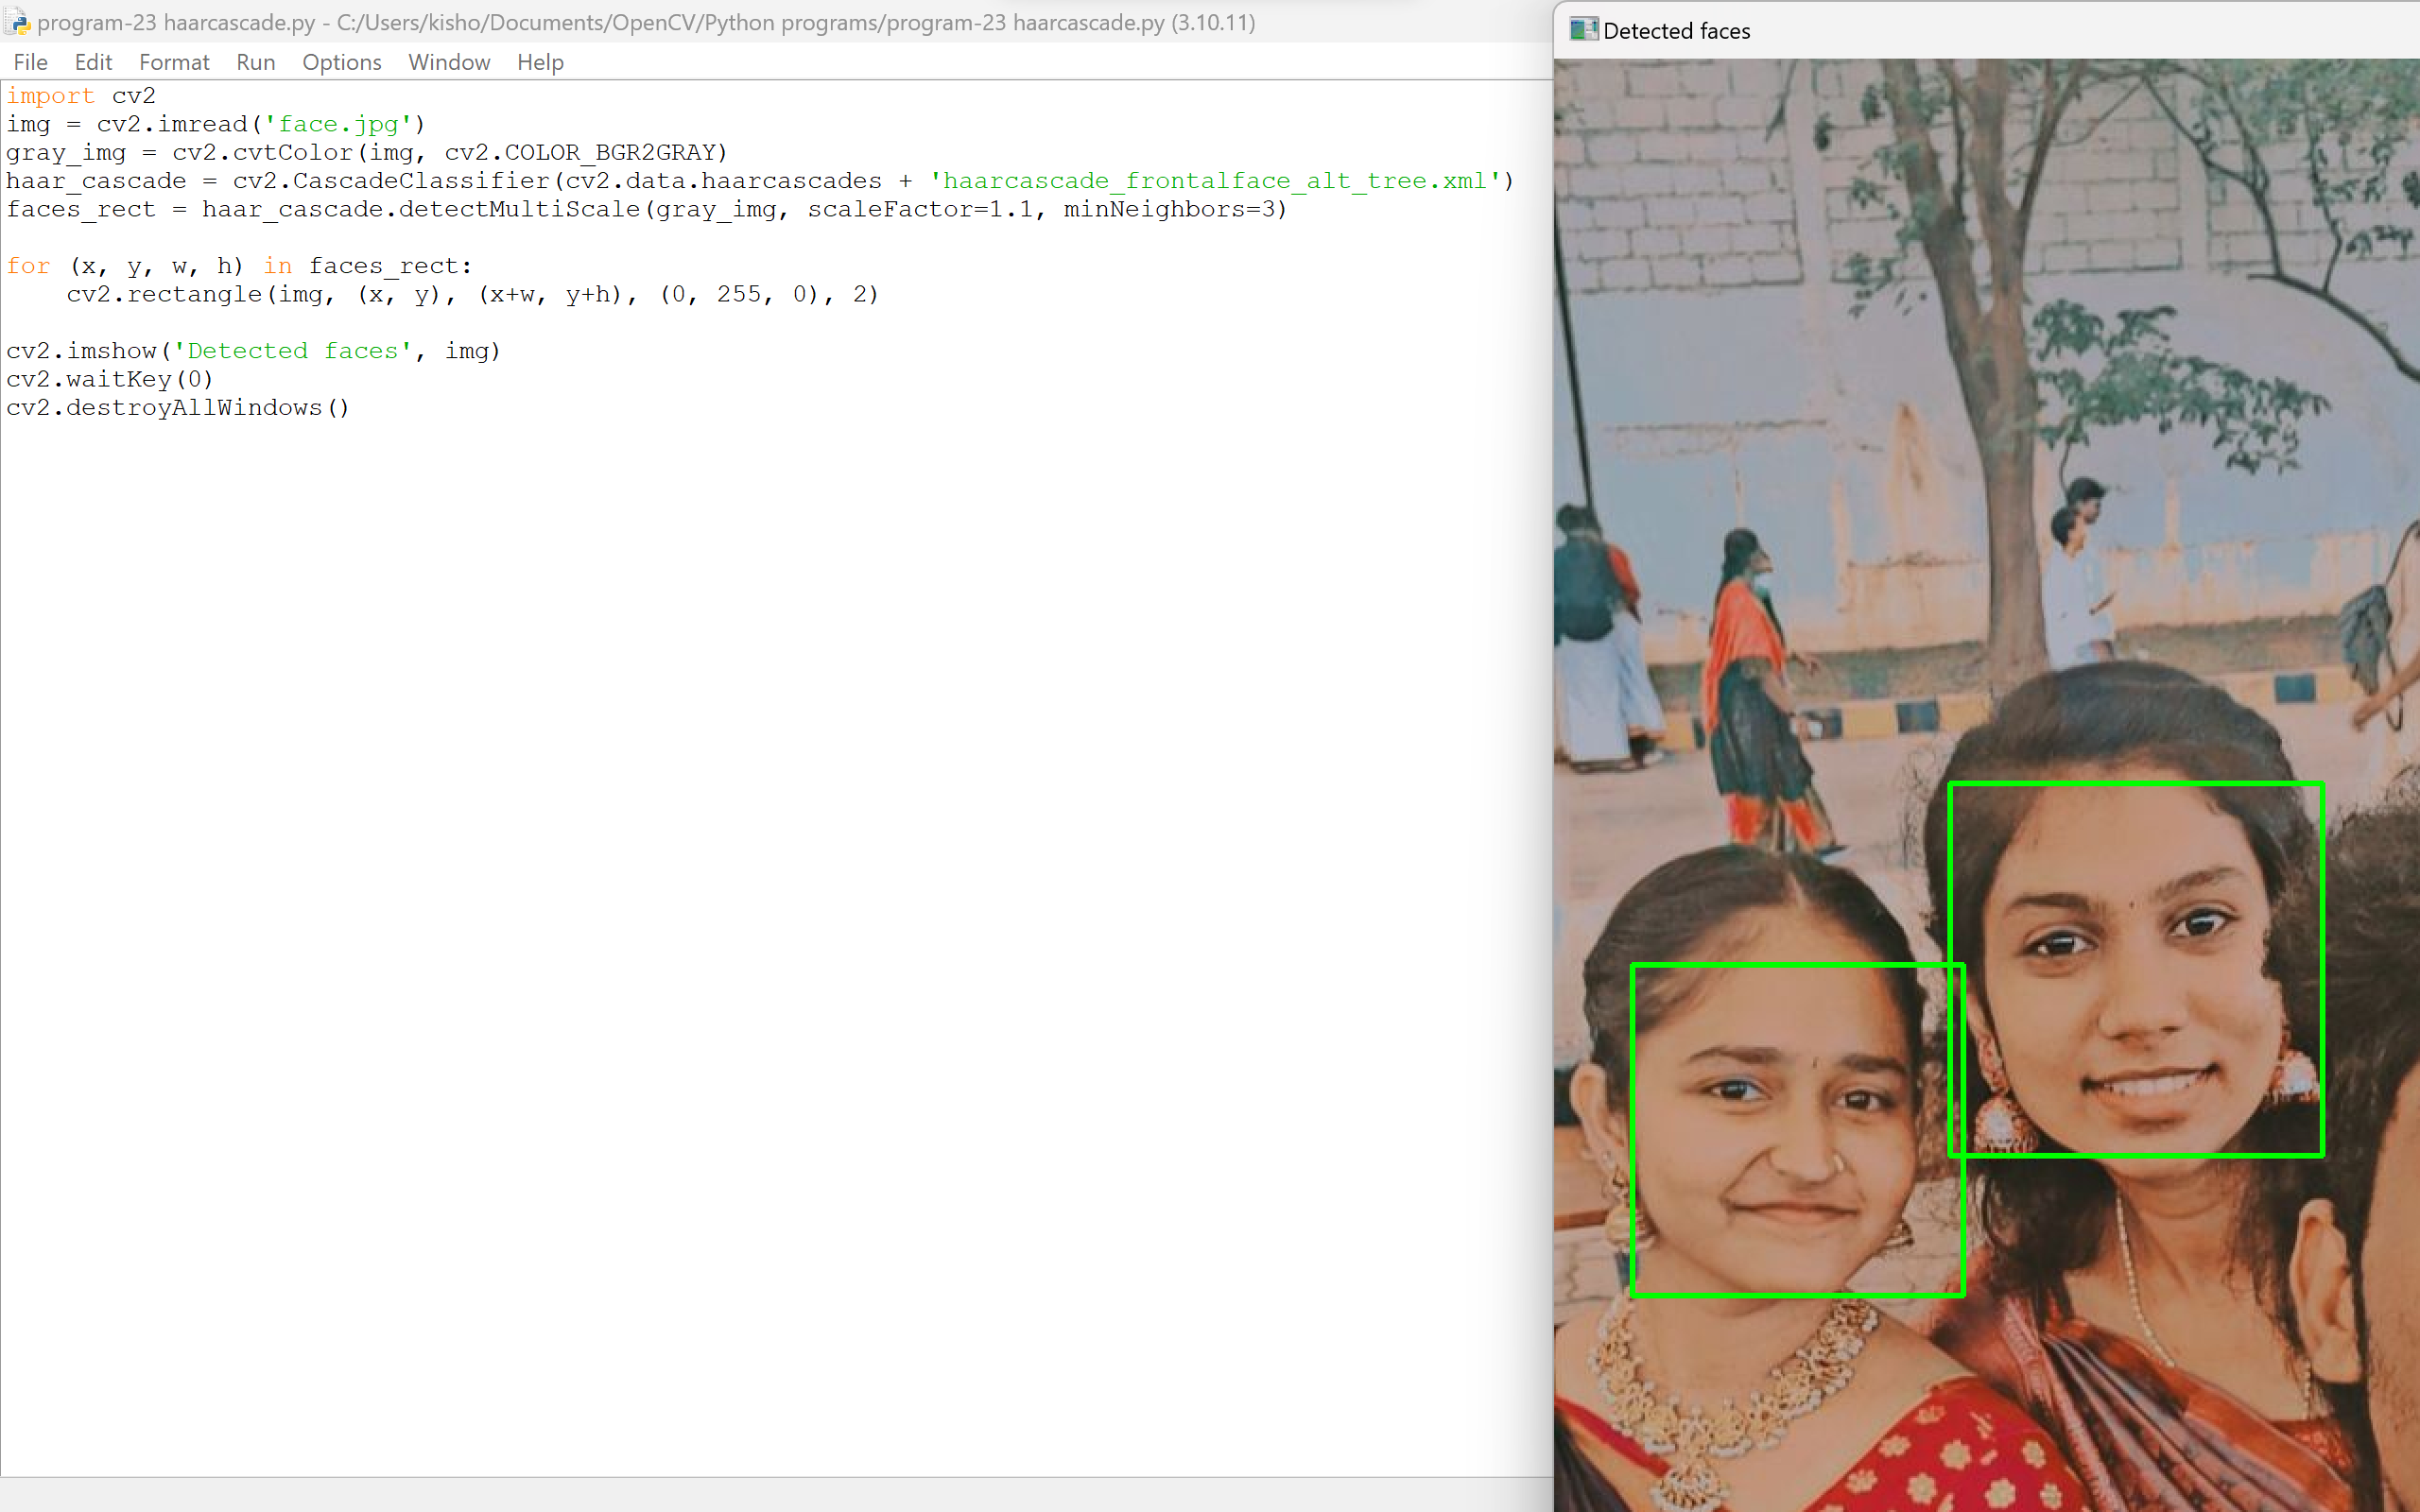 program-23 haarcascade.py - C:/Users/kisho/Documents/OpenCV/Python programs/program-23 haarcascade.py (3.10.11)
File Edit Format Run Options Window Help
import cv2
img = cv2.imread('face.jpg')
gray_img = cv2.cvtColor(img, cv2.COLOR_BGR2GRAY)
haar_cascade = cv2.CascadeClassifier(cv2.data.haarcascades + 'haarcascade_frontalface_alt_tree.xml')
faces_rect = haar_cascade.detectMultiScale(gray_img, scaleFactor=1.1, minNeighbors=3)
for (x, y, w, h) in faces_rect:
    cv2.rectangle(img, (x, y), (x+w, y+h), (0, 255, 0), 2)
cv2.imshow('Detected faces', img)
cv2.waitKey(0)
cv2.destroyAllWindows()
Detected faces